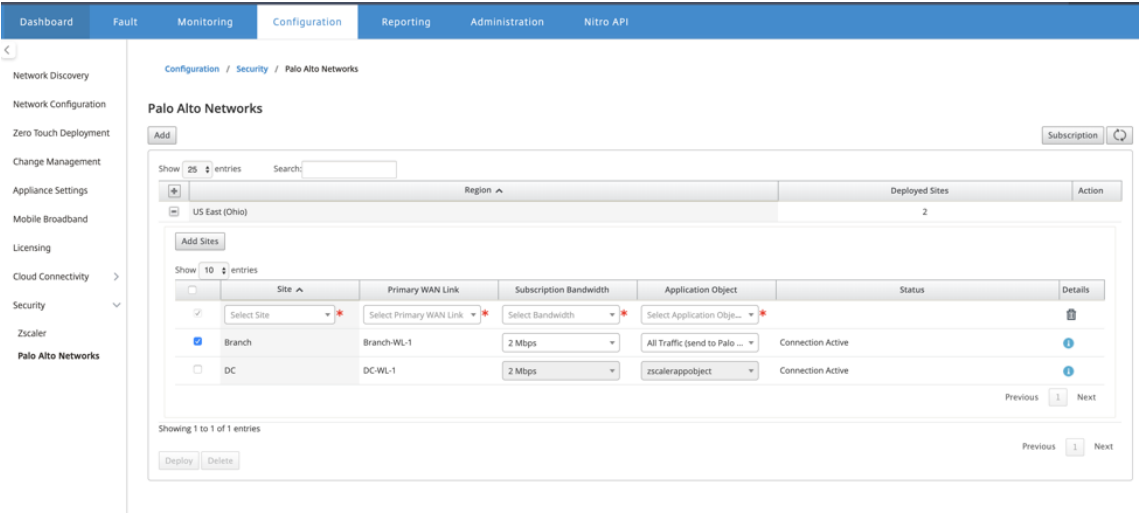 Dashboard Fault Monitoring Configuration Reporting Administration Nitro API
Network Discovery
Network Configuration
Zero Touch Deployment
Change Management
Appliance Settings
Mobile Broadband
Licensing
Cloud Connectivity
Security
Zscaler
Palo Alto Networks
Configuration / Security / Palo Alto Networks
Palo Alto Networks
Add Subscription
Show 25 entries Search:
Region Deployed Sites Action
US East (Ohio) 2
Add Sites
Show 10 entries
Site Primary WAN Link Subscription Bandwidth Application Object Status Details
Select Site * Select Primary WAN Link * Select Bandwidth * Select Application Obje... *
Branch Branch-WL-1 2 Mbps All Traffic (send to Palo ... Connection Active
DC DC-WL-1 2 Mbps zscalerappobject Connection Active
Previous 1 Next
Showing 1 to 1 of 1 entries
Previous 1 Next
Deploy Delete